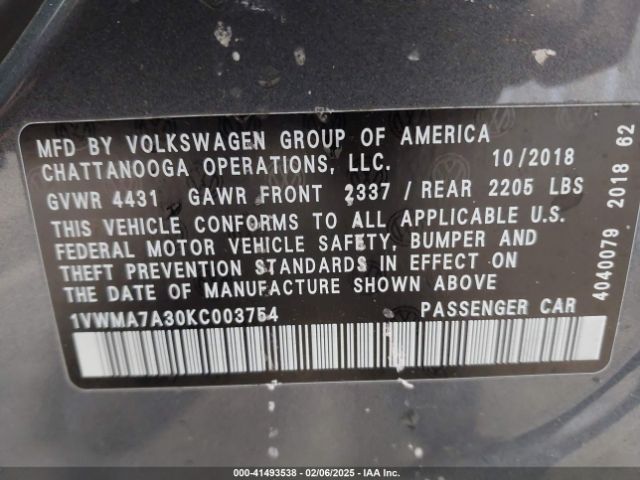 MFD BY VOLKSWAGEN GROUP OF AMERICA
CHATTANOOGA OPERATIONS, LLC. 10/2018
GVWR 4431 GAWR FRONT 2337 / REAR 2205 LBS
THIS VEHICLE CONFORMS TO ALL APPLICABLE U.S.
FEDERAL MOTOR VEHICLE SAFETY, BUMPER AND
THEFT PREVENTION STANDARDS IN EFFECT ON
THE DATE OF MANUFACTURE SHOWN ABOVE
1VWMA7A30KC003754 PASSENGER CAR
4040079 2018 62
000-41493538 - 02/06/2025 - IAA Inc.